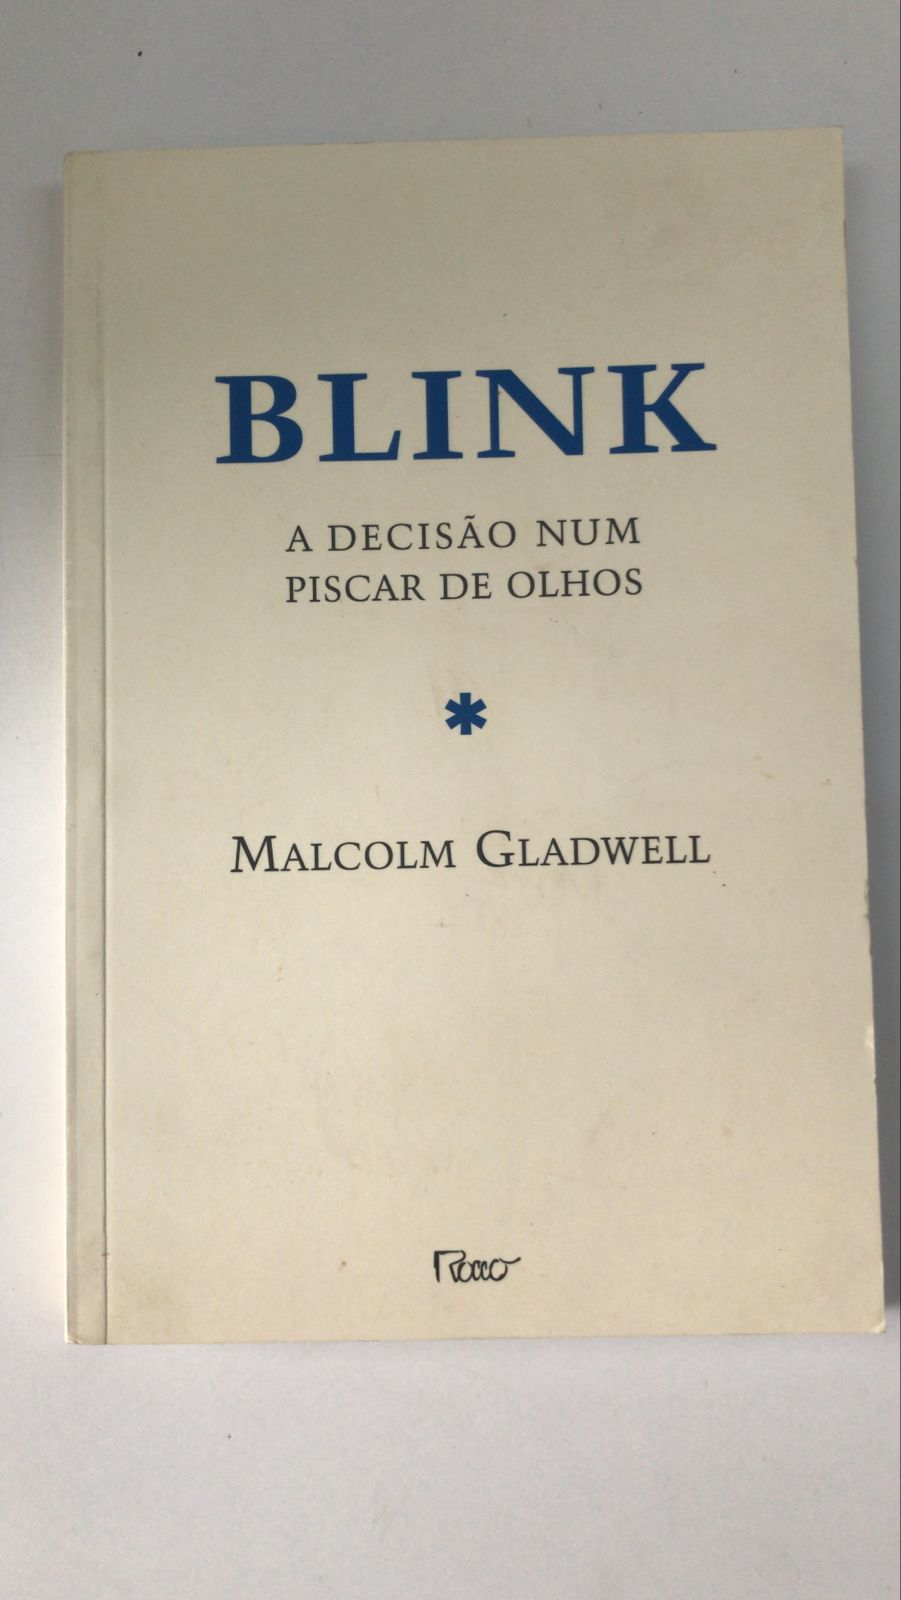 BLINK
A DECISÃO NUM
PISCAR DE OLHOS
*
MALCOLM GLADWELL
ROCCO